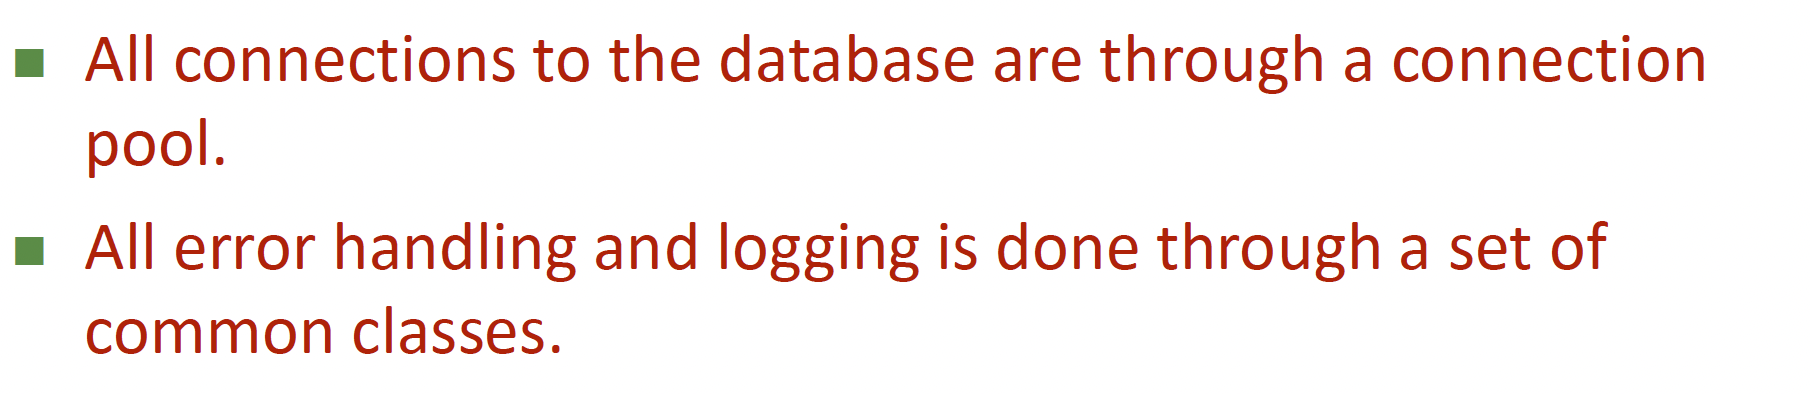 All connections to the database are through a connection
pool.
All error handling and logging is done through a set of
common classes.